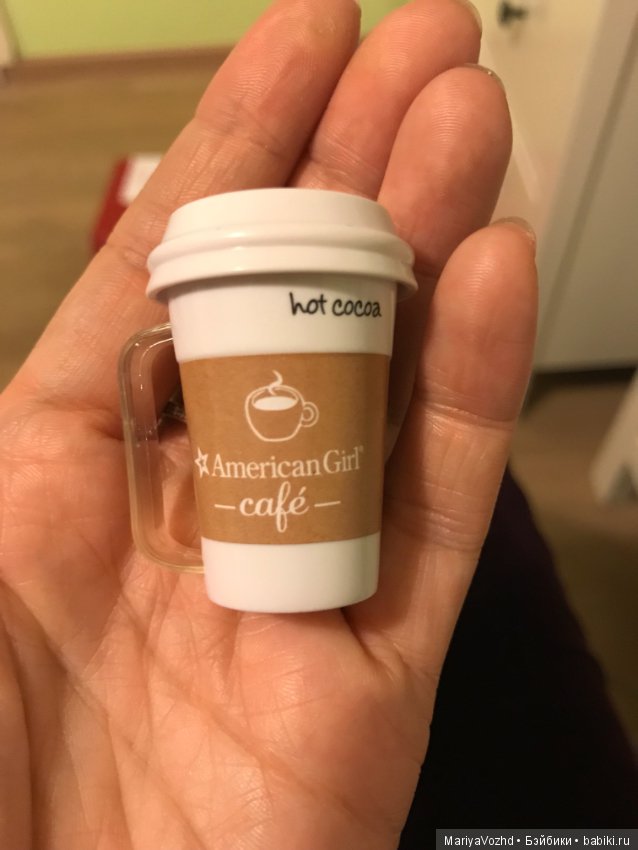 hot cocoa
☆American Girl®
–café–
MariyaVozhd • Бэйбики • babiki.ru